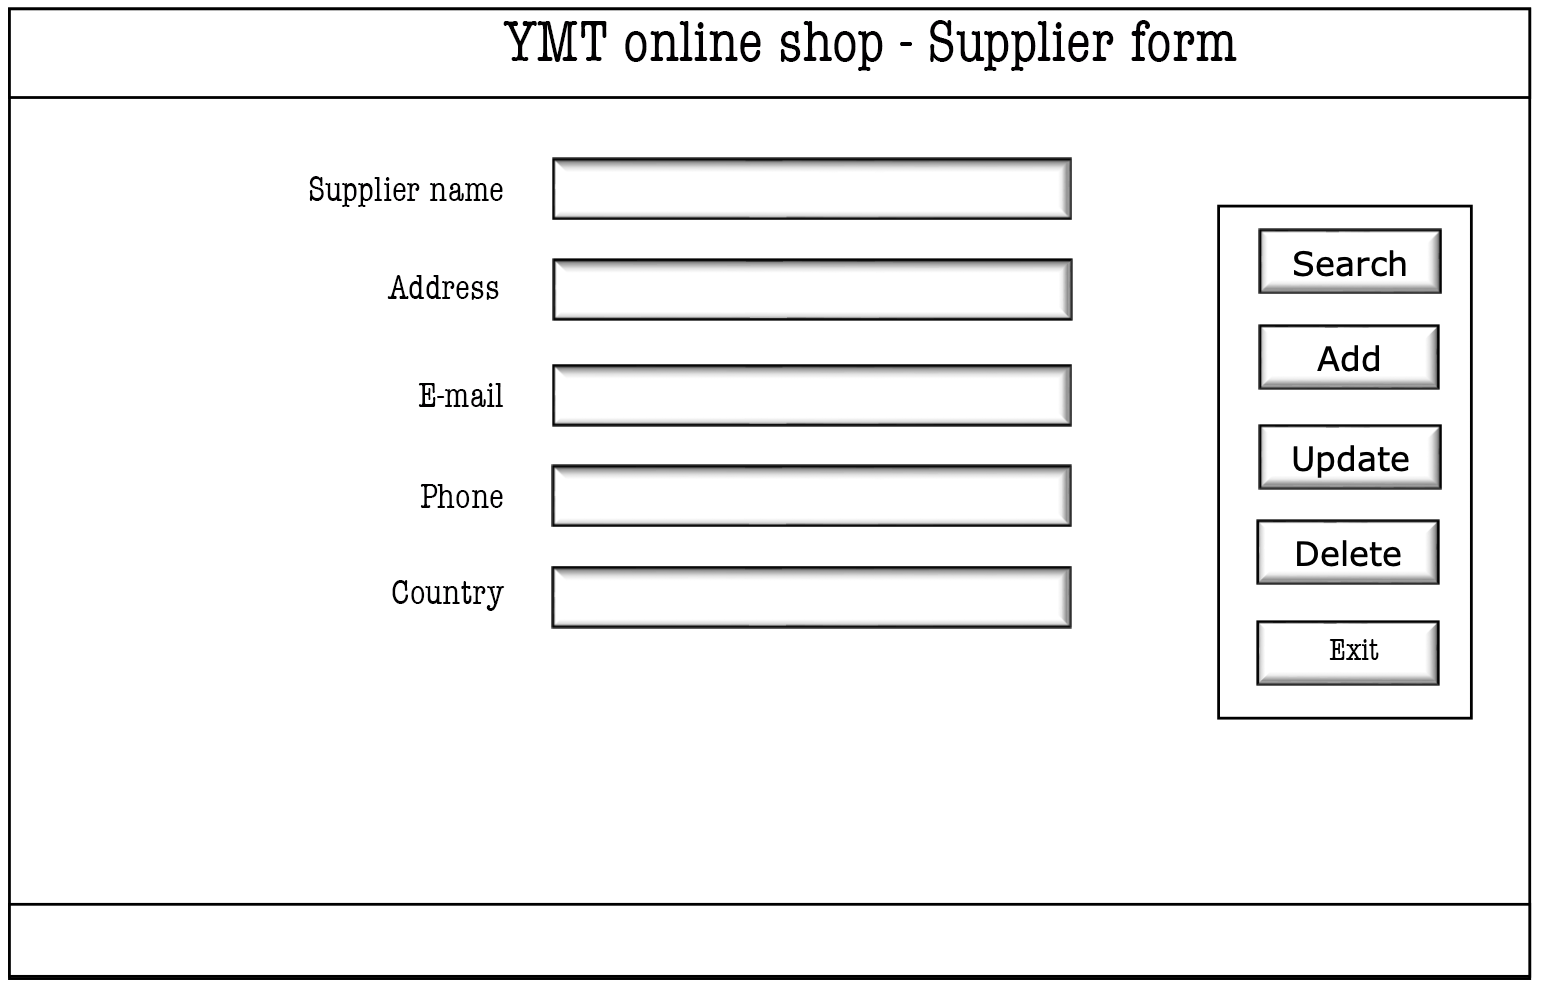 YMT online shop - Supplier form
Supplier name
Address
E-mail
Phone
Country
Search
Add
Update
Delete
Exit